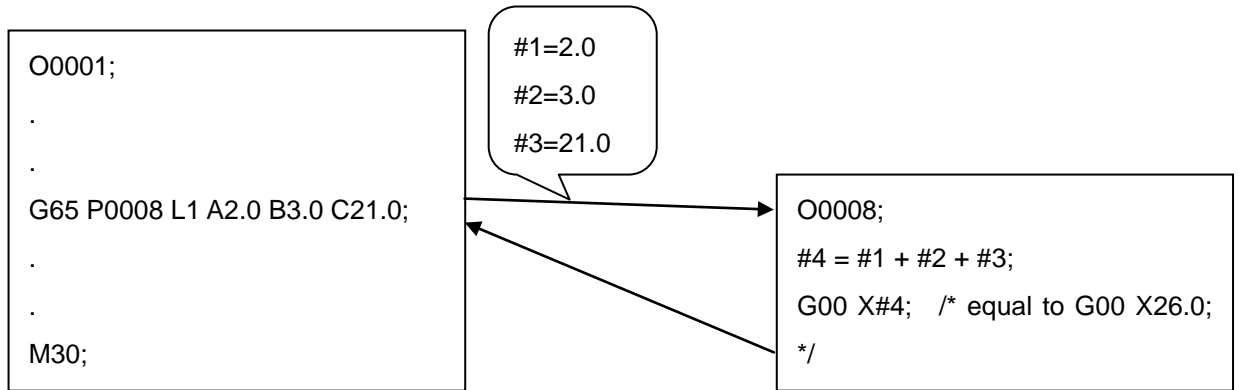 O0001;
.
.
G65 P0008 L1 A2.0 B3.0 C21.0;
.
.
M30;
#1=2.0
#2=3.0
#3=21.0
O0008;
#4 = #1 + #2 + #3;
G00 X#4; /* equal to G00 X26.0;
*/